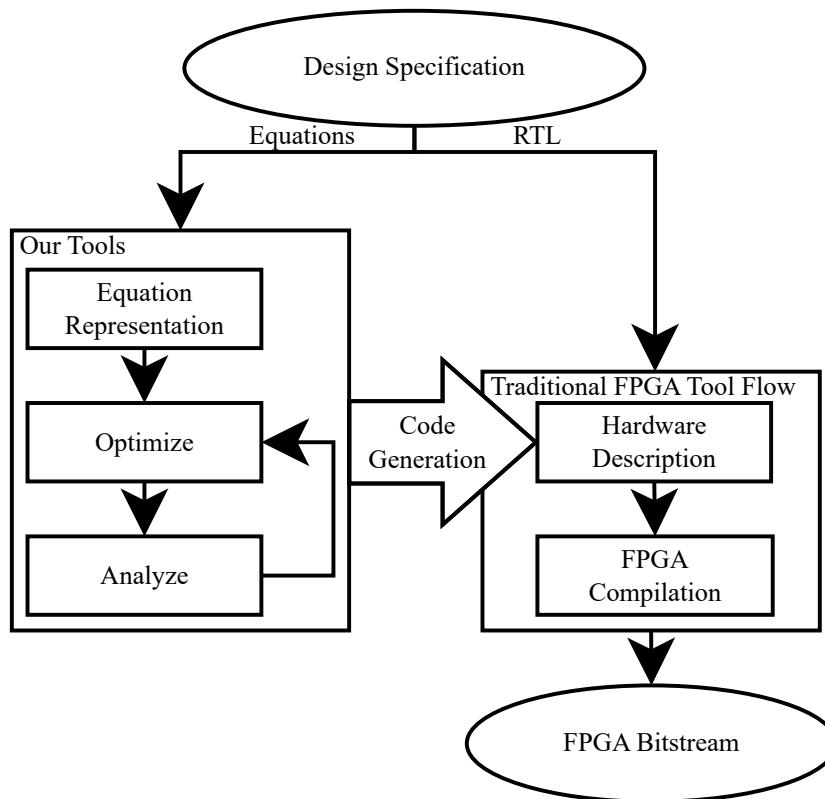 Design Specification
Equations
RTL
Our Tools
Equation
Representation
Optimize
Analyze
Code
Generation
Traditional FPGA Tool Flow
Hardware
Description
FPGA
Compilation
FPGA Bitstream